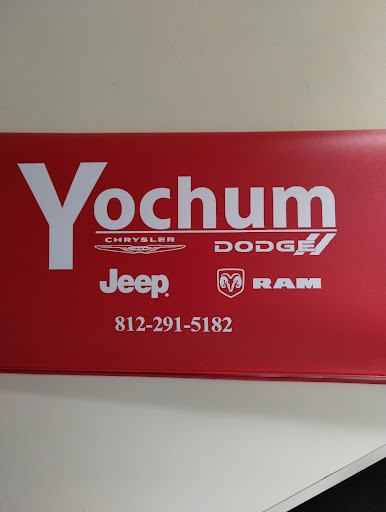 Yochum
CHRYSLER DODGE
Jeep RAM
812-291-5182